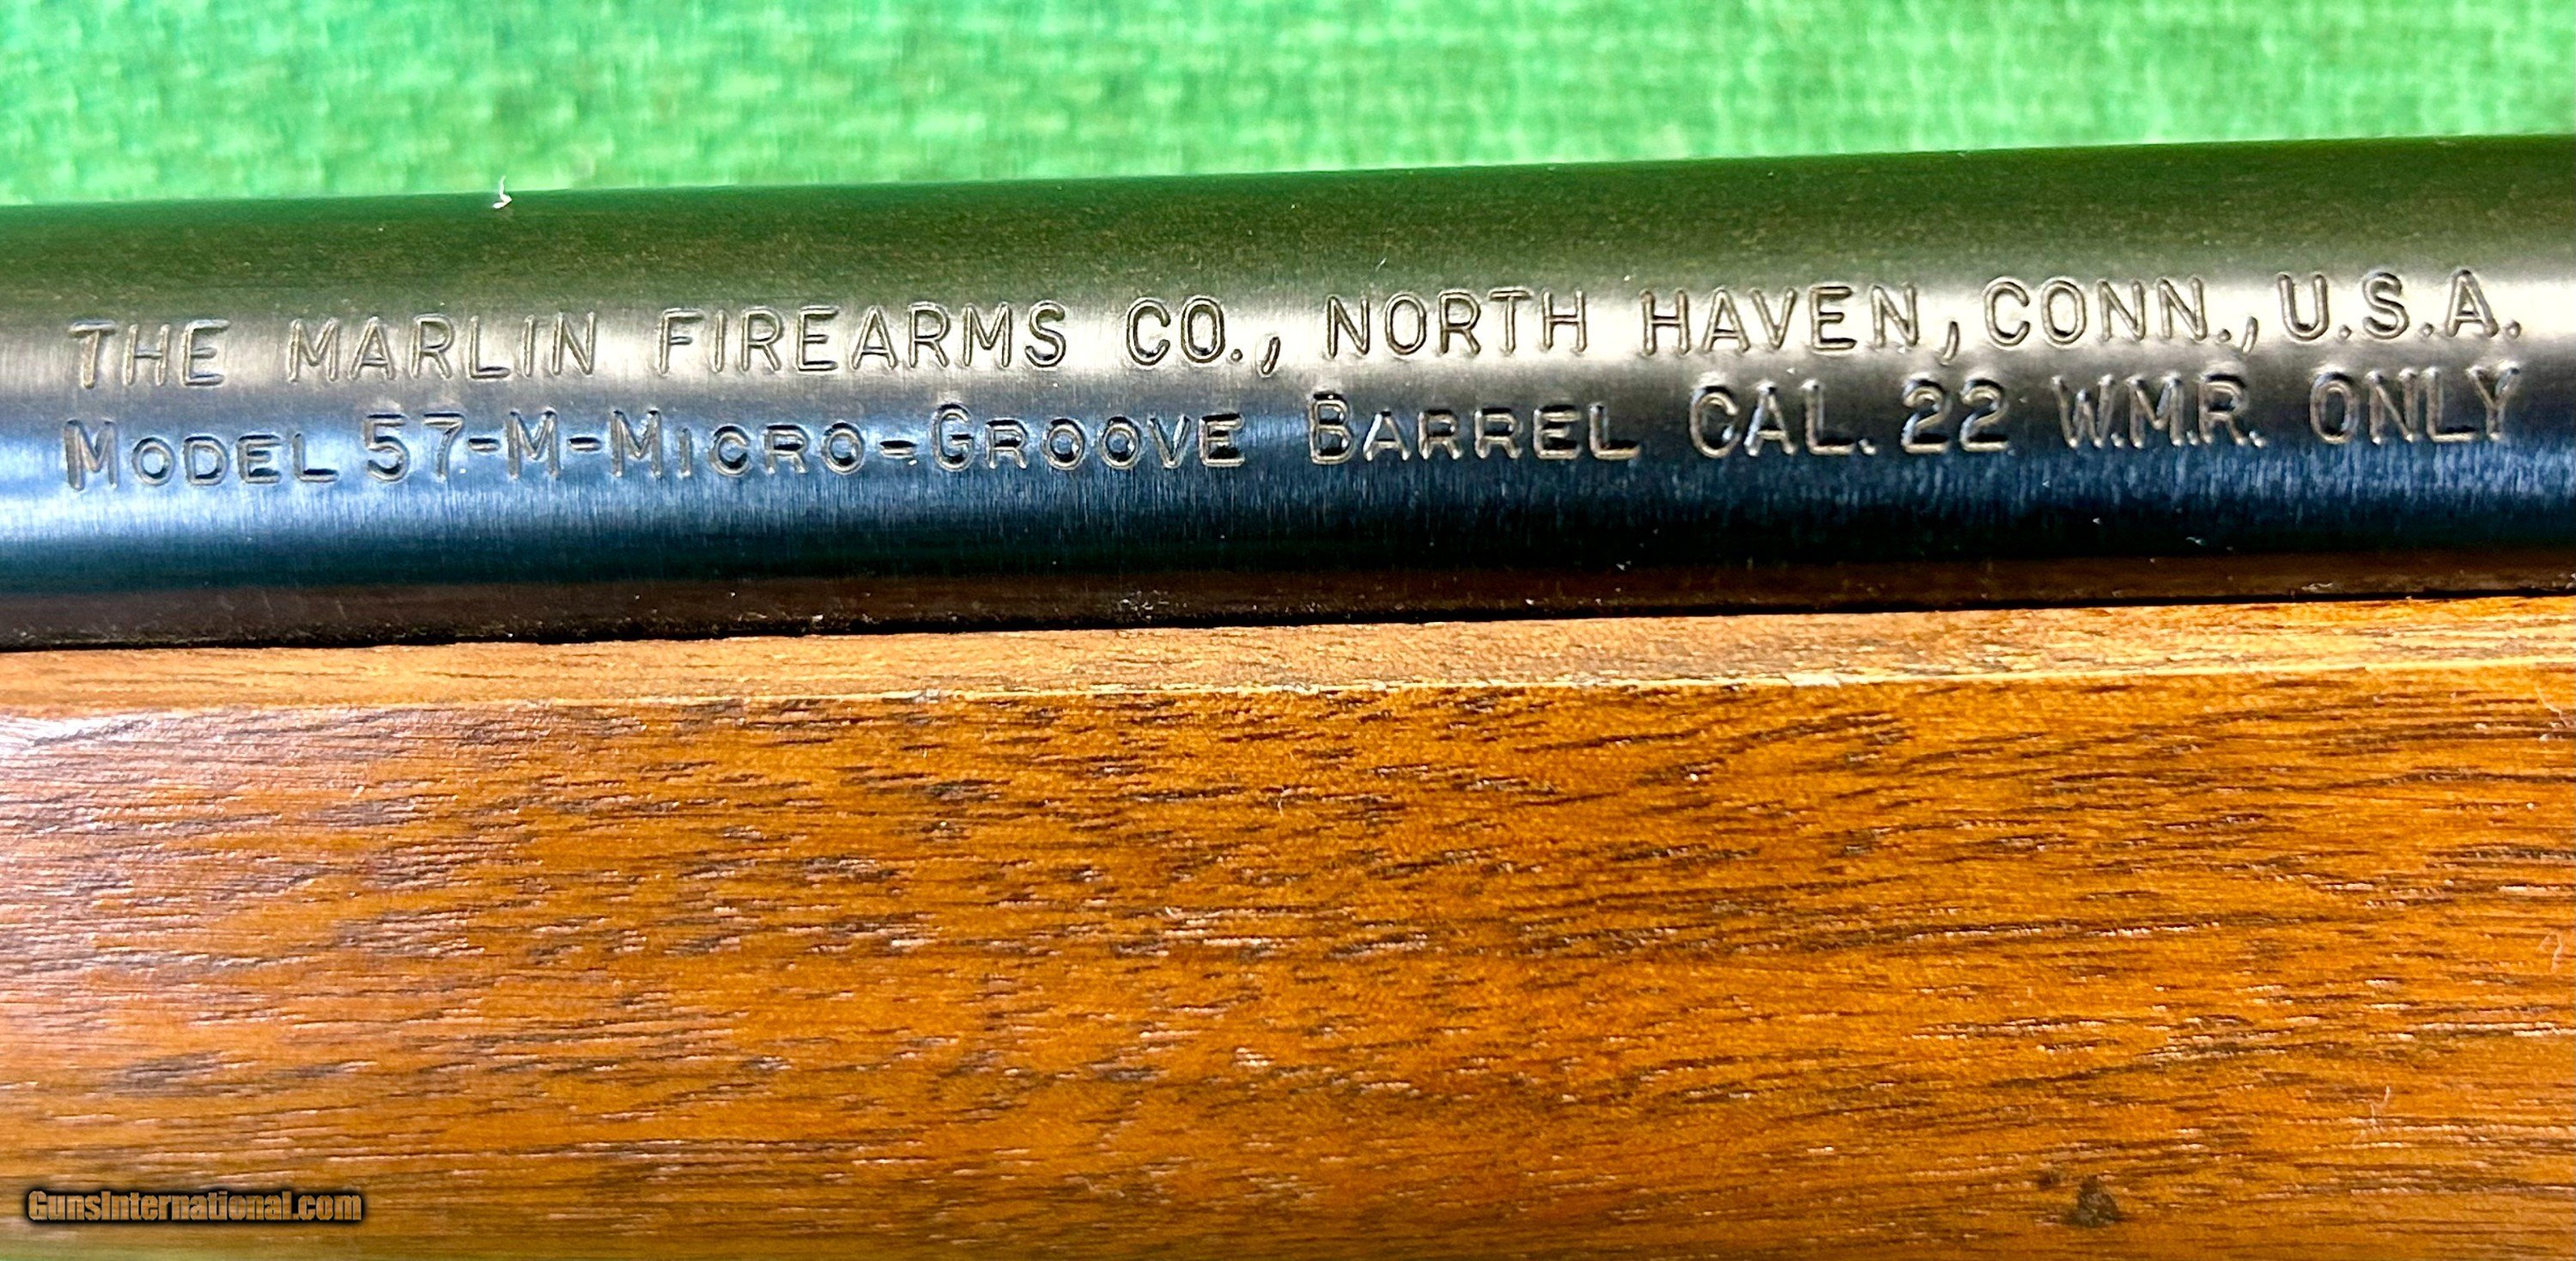 THE MARLIN FIREARMS CO., NORTH HAVEN, CONN., U.S.A.
MODEL 57-M-MICRO-GROOVE BARREL CAL. 22 W.M.R. ONLY
GunsInternational.com